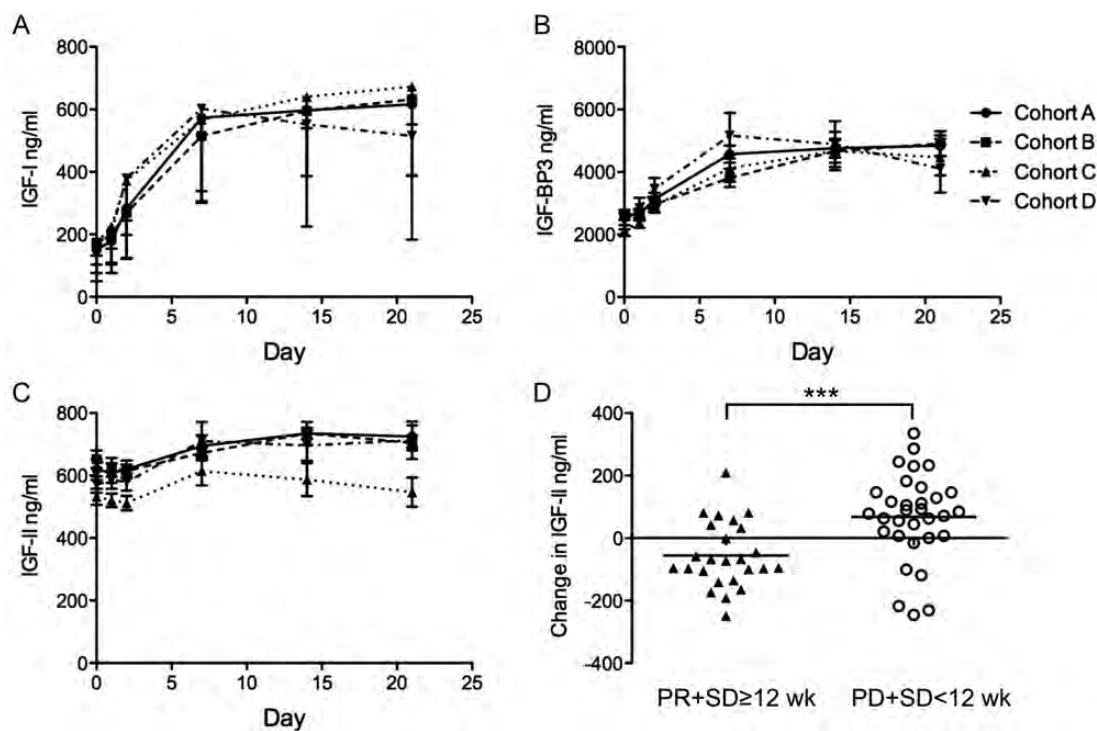 A
800
600
400
200
0
IGF-I ng/ml
0 5 10 15 20 25
Day
B
8000
6000
4000
2000
0
IGF-BP3 ng/ml
0 5 10 15 20 25
Day
Cohort A
Cohort B
Cohort C
Cohort D
C
800
600
400
200
0
IGF-II ng/ml
0 5 10 15 20 25
Day
D
***
400
200
0
-200
-400
Change in IGF-II ng/ml
PR+SD≥12 wk PD+SD<12 wk